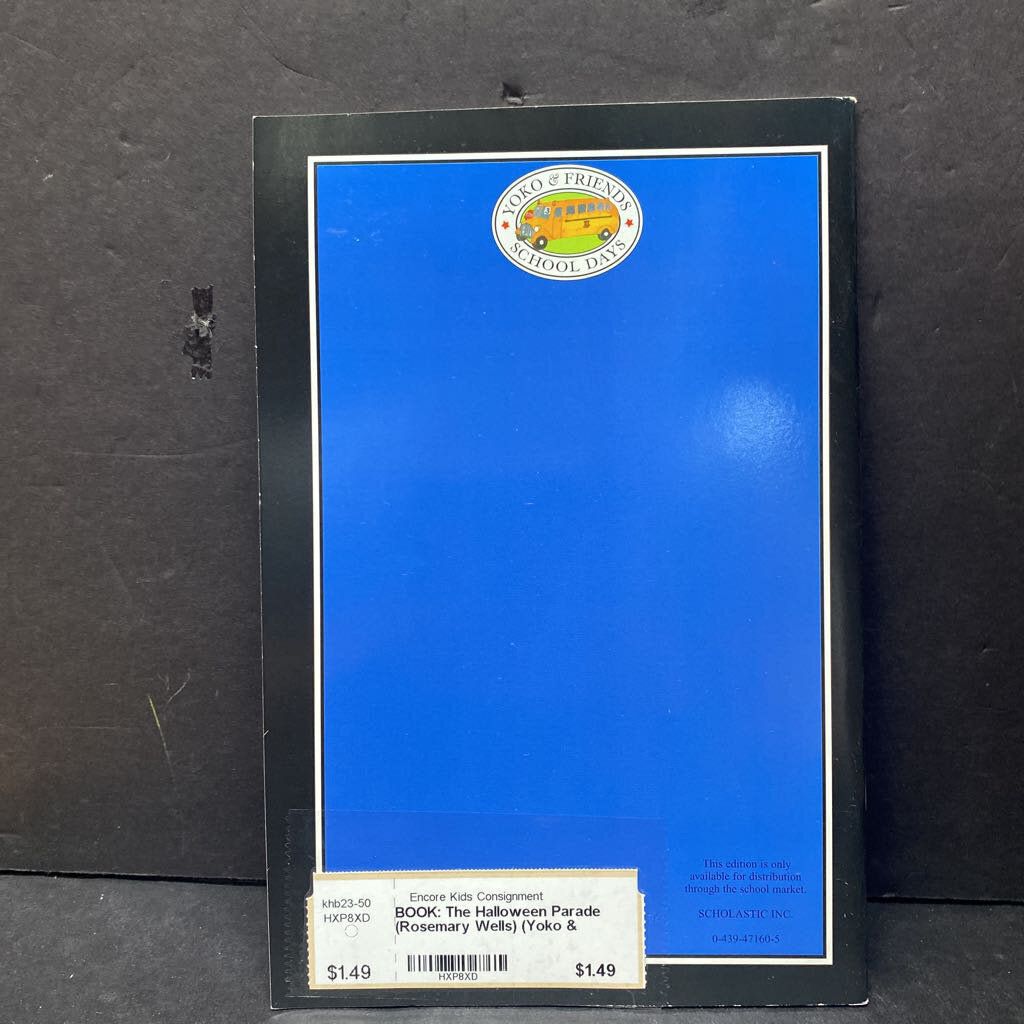 YOKO & FRIENDS
SCHOOL DAYS
This edition is only
available for distribution
through the school market.
SCHOLASTIC INC.
0-439-47160-5
khb23-50
HXP8XD
$1.49
Encore Kids Consignment
BOOK: The Halloween Parade
(Rosemary Wells) (Yoko &
HXP8XD
$1.49